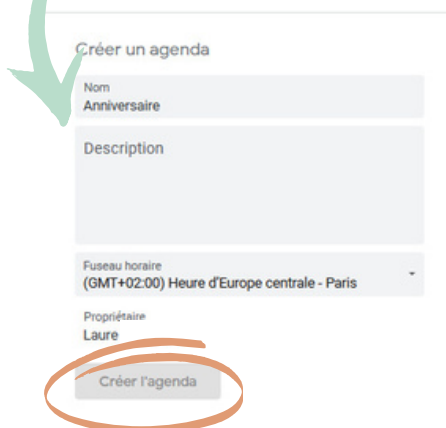 Créer un agenda
Nom
Anniversaire
Description
Fuseau horaire
(GMT+02:00) Heure d'Europe centrale - Paris
Propriétaire
Laure
Créer l'agenda